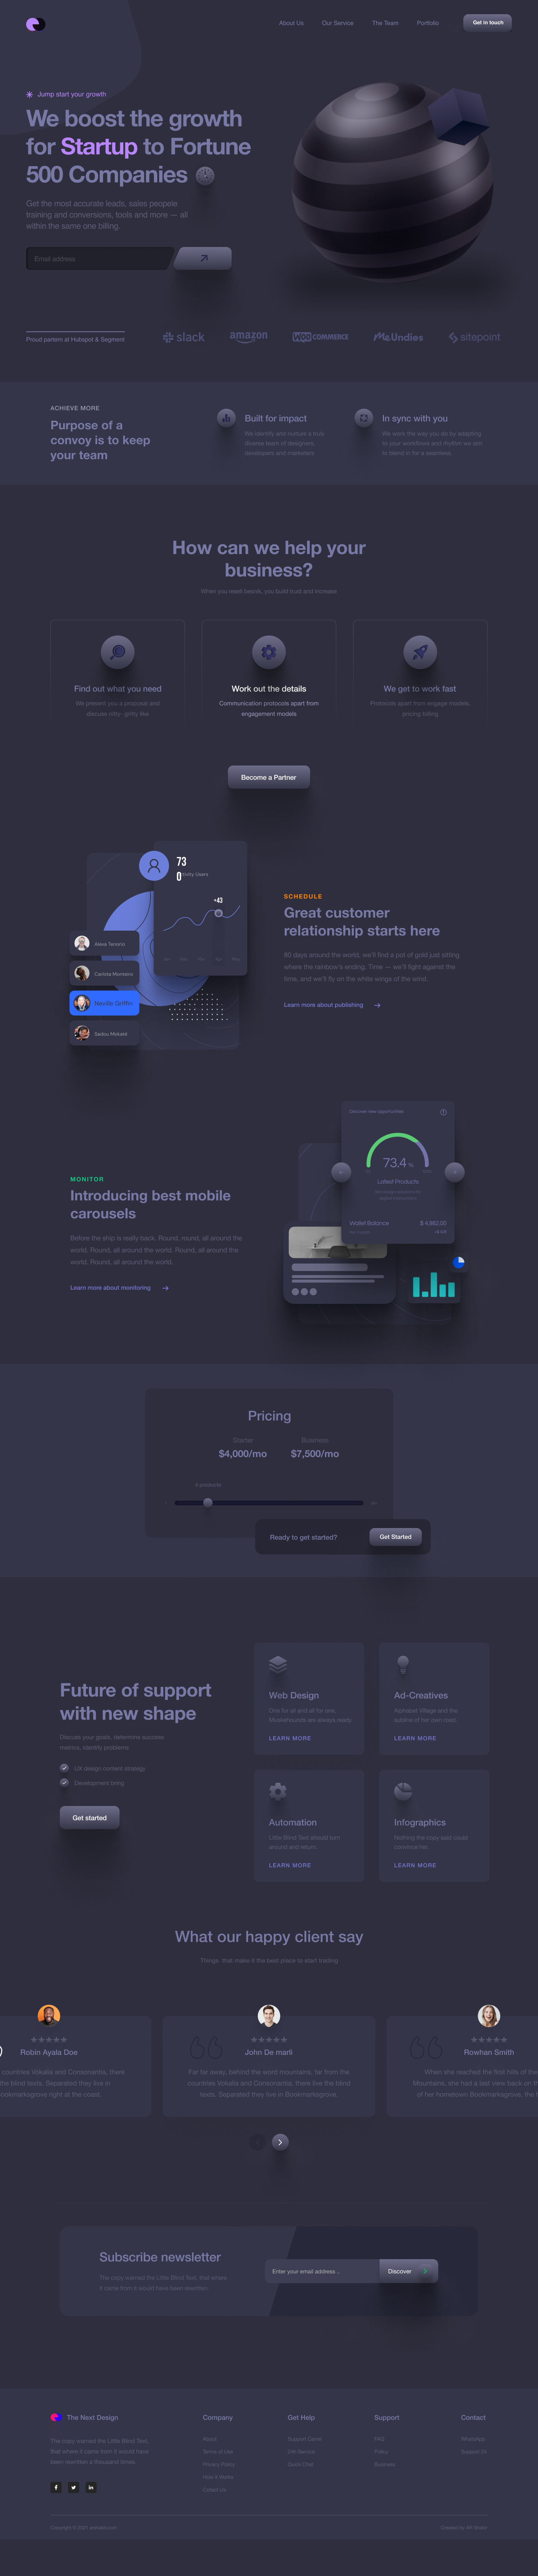 About Us
Our Service
The Team
Portfolio
Get in touch
Jump start your growth
We boost the growth
for Startup to Fortune
500 Companies
Get the most accurate leads, sales people
training and conversions, tools and more — all
within the same one billing.
Email address
Proud partent at Hubspot & Segment
slack
amazon
WOO COMMERCE
MeUndies
sitepoint
ACHIEVE MORE
Purpose of a
convoy is to keep
your team
Built for impact
We identify and nurture a truly
diverse team of designers,
developers and marketers
In sync with you
We work the way you do by adapting
to your workflows and rhythm we aim
to blend in for a seamless.
How can we help your
business?
When you resell besnik, you build trust and increase
Find out what you need
We present you a proposal and
discuss nitty-gritty like
Work out the details
Communication protocols apart from
engagement models
We get to work fast
Protocols apart from engage models,
pricing billing
Become a Partner
73
0
Notify Users
+43
Aliëva Tenorin
Carlota Monteiro
Neville Griffin
Sadou Mokald
SCHEDULE
Great customer
relationship starts here
80 days around the world, we'll find a pot of gold just sitting
where the rainbow's ending. Time — we'll fight against the
time, and we'll fly on the white wings of the wind.
Learn more about publishing
Discover new opportunities
73.4 %
Latest Products
Wallet Balance
$ 4,862.00
MONITOR
Introducing best mobile
carousels
Before the ship is really back. Round, round, all around the
world. Round, all around the world. Round, all around the
world. Round, all around the world.
Learn more about monitoring
Pricing
Starter
Business
$4,000/mo
$7,500/mo
4 products
Ready to get started?
Get Started
Future of support
with new shape
Discuse your goals, determine success
metrics, identify problems
UX design content strategy
Development bring
Get started
Web Design
One for all and all for one,
Muskehounds are always ready.
LEARN MORE
Ad-Creatives
Alphabet Village and the
subline of her own road.
LEARN MORE
Automation
Little Blind Text should turn
around and return.
LEARN MORE
Infographics
Nothing the copy said could
convince her.
LEARN MORE
What our happy client say
Things that make it the best place to start trading
Robin Ayala Doe
countries Vokalia and Consonantia, there
the blind texts. Separated they live in
ookmarksgrove right at the coast.
John De marli
Far far away, behind the word mountains, far from the
countries Vokalia and Consonantia, there live the blind
texts. Separated they live in Bookmarksgrove.
Rowhan Smith
When she reached the first hills of th
Mountains, she had a last view back on th
of her hometown Bookmarksgrove, the
Subscribe newsletter
The copy warned the Little Blind Text, that where
it came from it would have been rewritten
Enter your email address ..
Discover
The Next Design
The copy warned the Little Blind Text,
that where it came from it would have
been rewritten a thousand times.
Company
About
Terms of Use
Privacy Policy
How it Works
Contact Us
Get Help
Support Carrer
24h Service
Quick Chat
Support
FAQ
Policy
Business
Contact
WhatsApp
Support 24